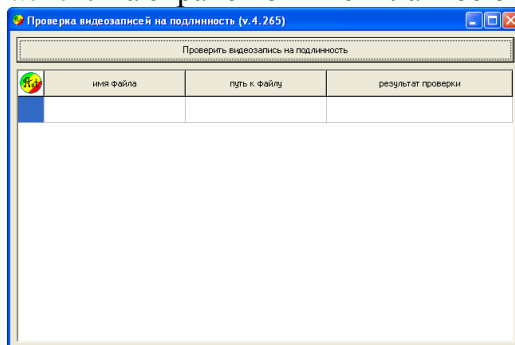 Проверка видеозаписей на подлинность (v.4.265)
Проверить видеозапись на подлинность
имя файла путь к файлу результат проверки